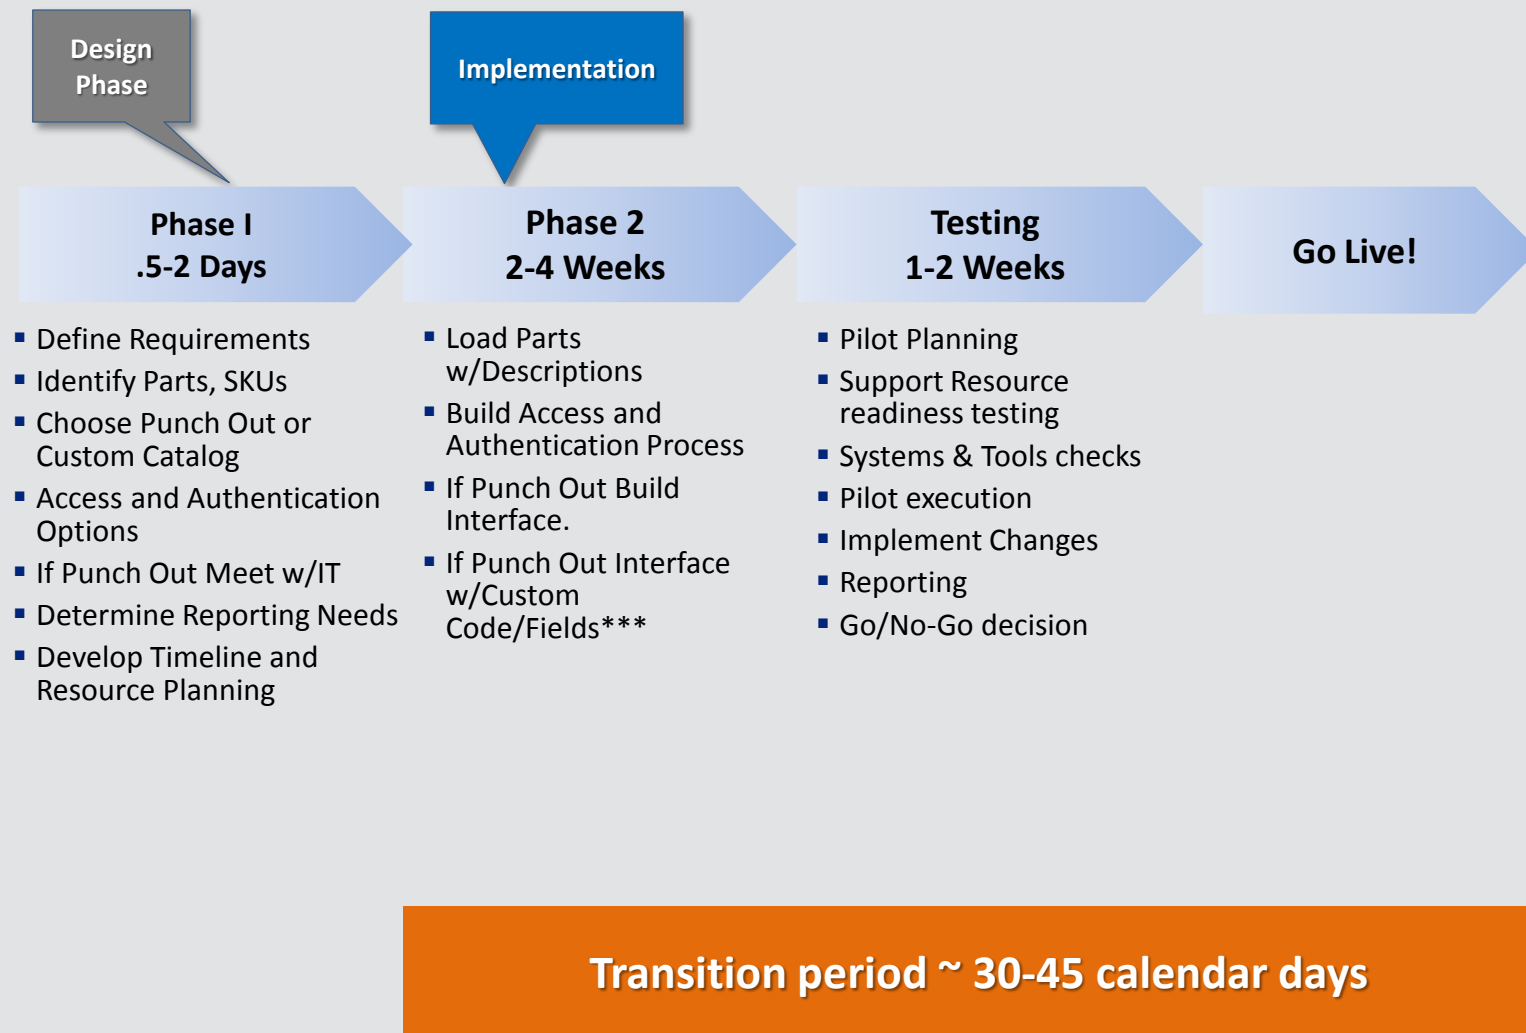 Design
Phase
Implementation
Phase I
.5-2 Days
Phase 2
2-4 Weeks
Testing
1-2 Weeks
Go Live!
▪ Define Requirements
▪ Identify Parts, SKUs
▪ Choose Punch Out or
Custom Catalog
▪ Access and Authentication
Options
▪ If Punch Out Meet w/IT
▪ Determine Reporting Needs
▪ Develop Timeline and
Resource Planning
▪ Load Parts
w/Descriptions
▪ Build Access and
Authentication Process
▪ If Punch Out Build
Interface.
▪ If Punch Out Interface
w/Custom
Code/Fields***
▪ Pilot Planning
▪ Support Resource
readiness testing
▪ Systems & Tools checks
▪ Pilot execution
▪ Implement Changes
▪ Reporting
▪ Go/No-Go decision
Transition period ~ 30-45 calendar days